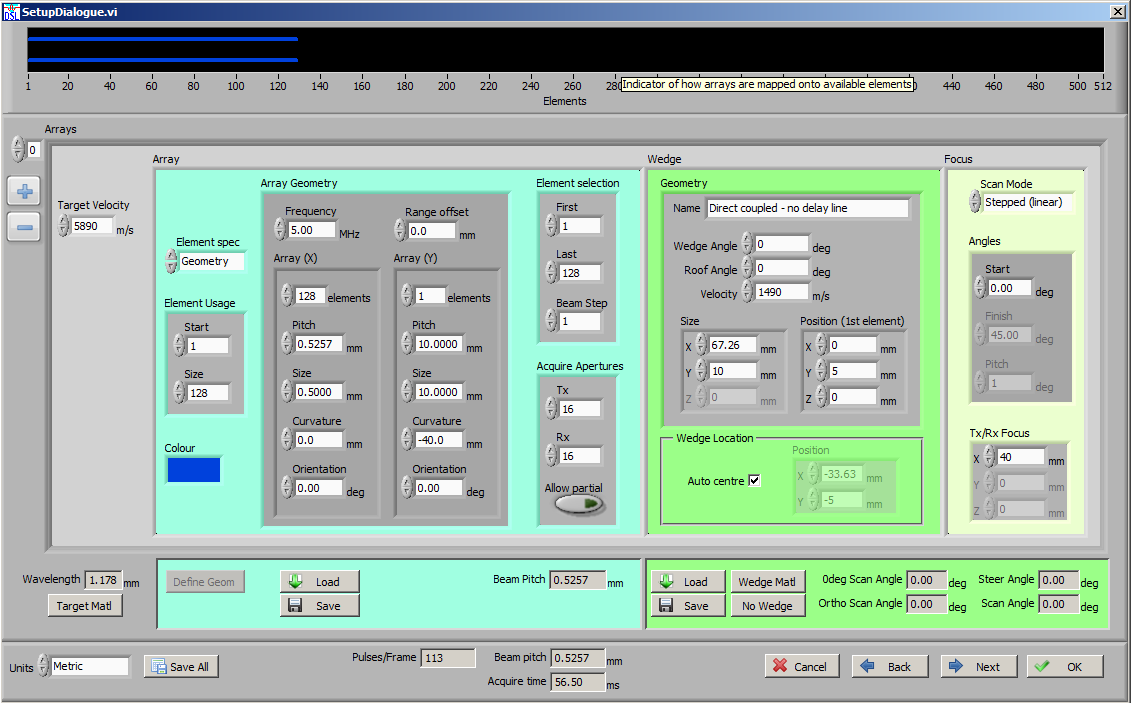 SetupDialogue.vi
1 20 40 60 80 100 120 140 160 180 200 220 240 260 280 440 460 480 500 512
Indicator of how arrays are mapped onto available elements
Elements
Arrays
0
Target Velocity
5890 m/s
Array
Element spec
Geometry
Element Usage
Start
1
Size
128
Colour
Array Geometry
Frequency
5.00 MHz
Range offset
0.0 mm
Array (X)
128 elements
Pitch
0.5257 mm
Size
0.5000 mm
Curvature
0.0 mm
Orientation
0.00 deg
Array (Y)
1 elements
Pitch
10.0000 mm
Size
10.0000 mm
Curvature
-40.0 mm
Orientation
0.00 deg
Element selection
First
1
Last
128
Beam Step
1
Acquire Apertures
Tx
16
Rx
16
Allow partial
Wedge
Geometry
Name Direct coupled - no delay line
Wedge Angle 0 deg
Roof Angle 0 deg
Velocity 1490 m/s
Size
X 67.26 mm
Y 10 mm
Z 0 mm
Position (1st element)
X 0 mm
Y 5 mm
Z 0 mm
Wedge Location
Auto centre
Position
X -33.63 mm
Y -5 mm
Focus
Scan Mode
Stepped (linear)
Angles
Start
0.00 deg
Finish
45.00 deg
Pitch
1 deg
Tx/Rx Focus
X 40 mm
Y 0 mm
Z 0 mm
Wavelength 1.178 mm
Target Matl
Define Geom
Load
Save
Beam Pitch 0.5257 mm
Load
Save
Wedge Matl
No Wedge
0deg Scan Angle 0.00 deg
Ortho Scan Angle 0.00 deg
Steer Angle 0.00 deg
Scan Angle 0.00 deg
Units Metric
Save All
Pulses/Frame 113
Beam pitch 0.5257 mm
Acquire time 56.50 ms
Cancel
Back
Next
OK